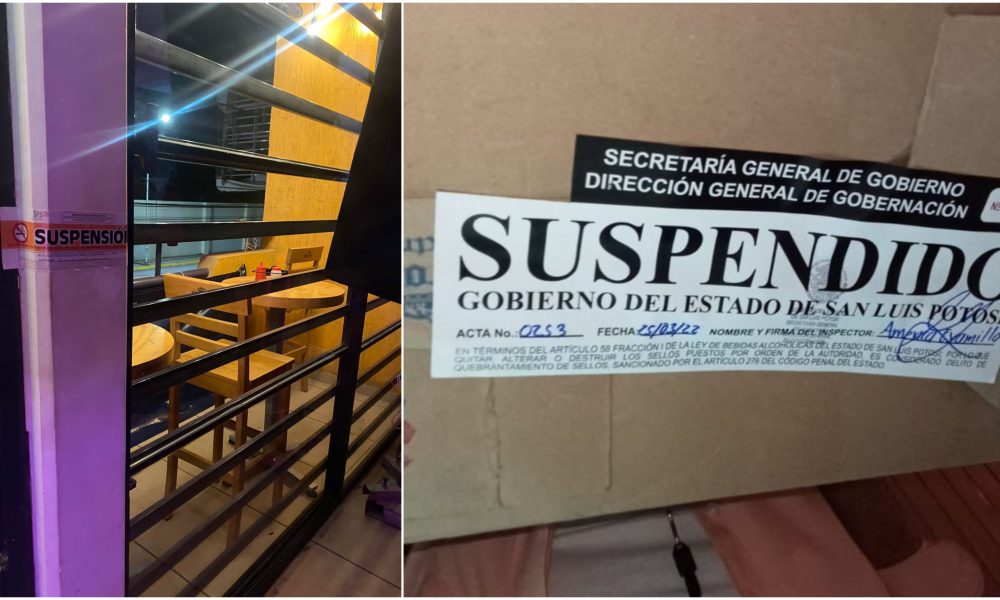 SUSPENSIÓN
SECRETARÍA GENERAL DE GOBIERNO
DIRECCIÓN GENERAL DE GOBERNACIÓN
SUSPENDIDO
GOBIERNO DEL ESTADO DE SAN LUIS POTOSÍ
ACTA No.: 0253 FECHA: 25/03/22 NOMBRE Y FIRMA DEL INSPECTOR:
EN TÉRMINOS DEL ARTÍCULO 58 FRACCIÓN I DE LA LEY DE BEBIDAS ALCOHÓLICAS DEL ESTADO DE SAN LUIS POTOSÍ, POR LO QUE
QUITAR, ALTERAR O DESTRUIR LOS SELLOS PUESTOS POR ORDEN DE LA AUTORIDAD, ES CONSIDERADO DELITO DE
QUEBRANTAMIENTO DE SELLOS, SANCIONADO POR EL ARTÍCULO 276 DEL CÓDIGO PENAL DEL ESTADO.